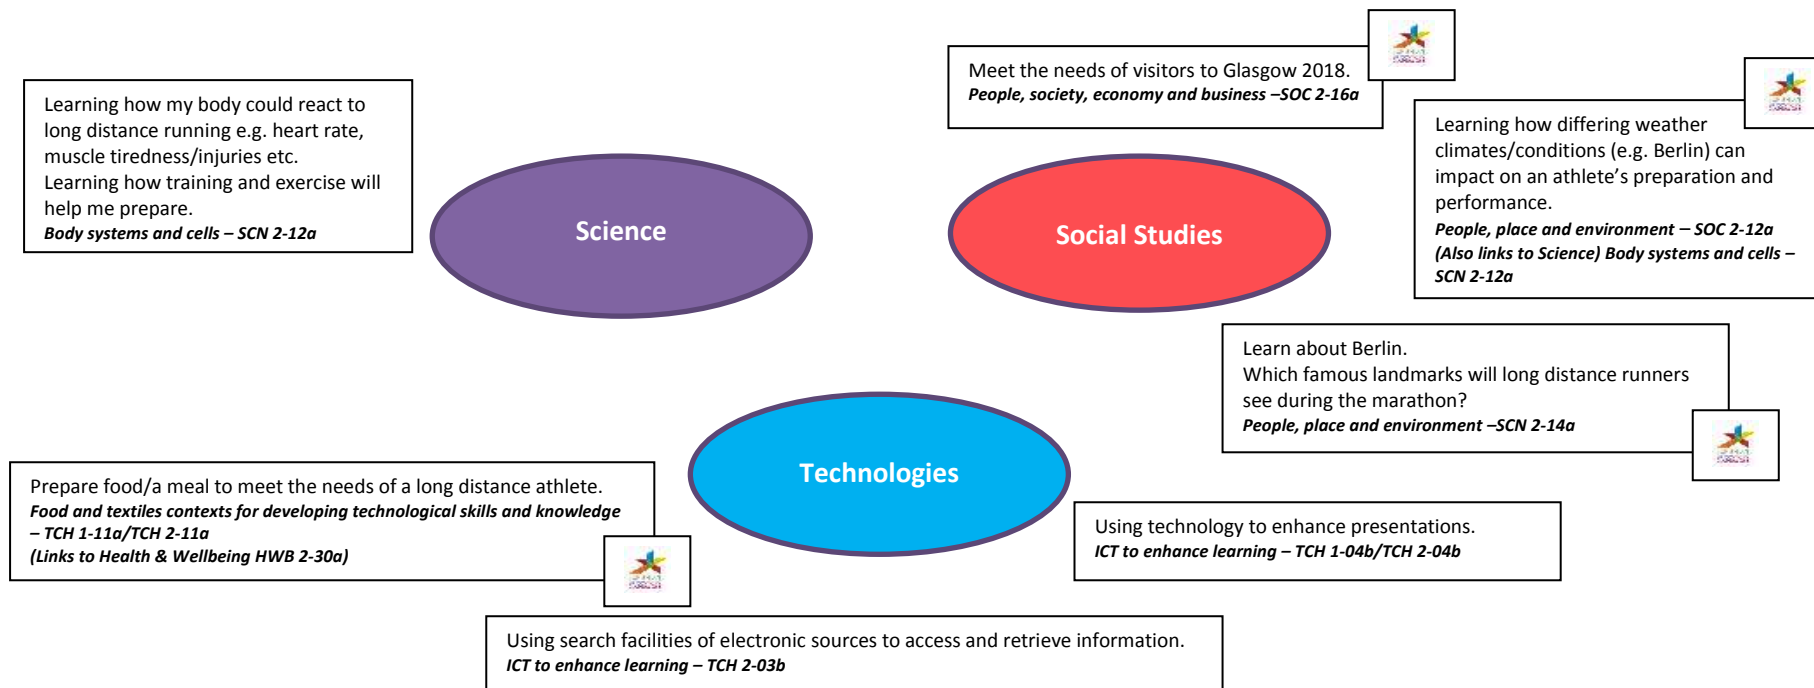 Meet the needs of visitors to Glasgow 2018.
People, society, economy and business –SOC 2-16a
Learning how my body could react to
long distance running e.g. heart rate,
muscle tiredness/injuries etc.
Learning how training and exercise will
help me prepare.
Body systems and cells – SCN 2-12a
Science
Social Studies
Learning how differing weather
climates/conditions (e.g. Berlin) can
impact on an athlete’s preparation and
performance.
People, place and environment – SOC 2-12a
(Also links to Science) Body systems and cells –
SCN 2-12a
Learn about Berlin.
Which famous landmarks will long distance runners
see during the marathon?
People, place and environment –SCN 2-14a
Technologies
Prepare food/a meal to meet the needs of a long distance athlete.
Food and textiles contexts for developing technological skills and knowledge
– TCH 1-11a/TCH 2-11a
(Links to Health & Wellbeing HWB 2-30a)
Using technology to enhance presentations.
ICT to enhance learning – TCH 1-04b/TCH 2-04b
Using search facilities of electronic sources to access and retrieve information.
ICT to enhance learning – TCH 2-03b